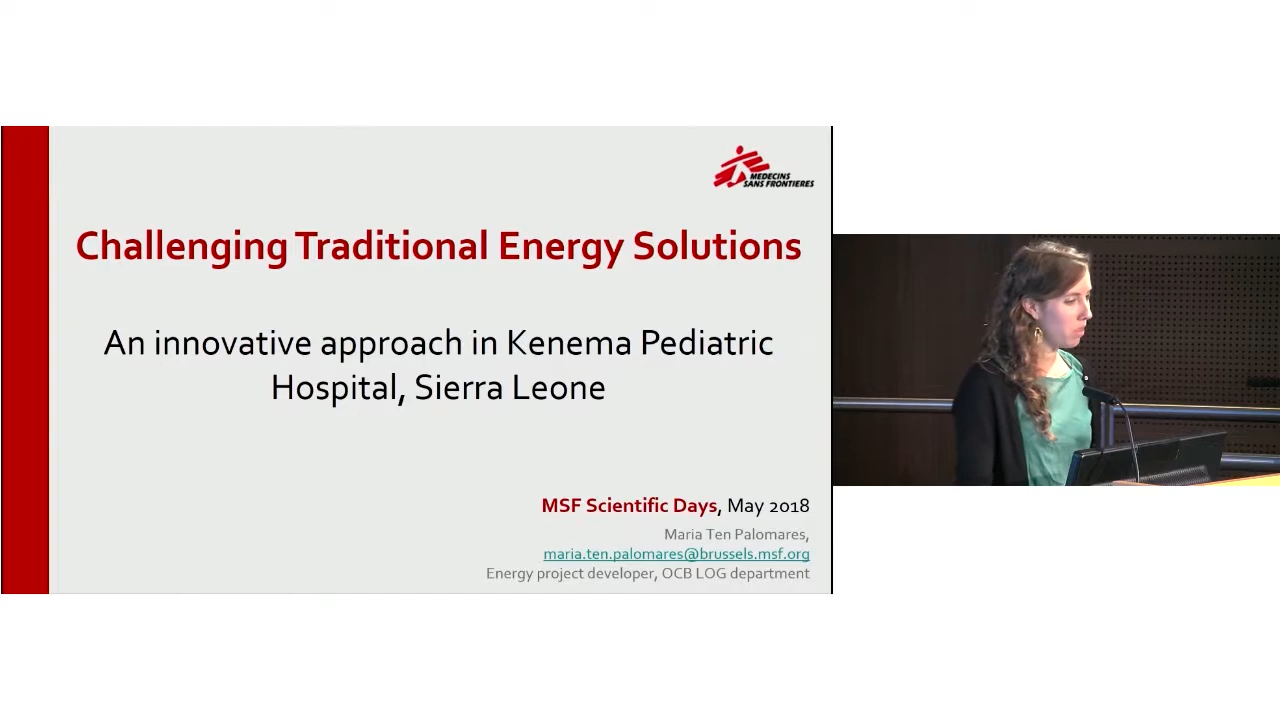 MEDECINS
SANS FRONTIERES
Challenging Traditional Energy Solutions
An innovative approach in Kenema Pediatric
Hospital, Sierra Leone
MSF Scientific Days, May 2018
Maria Ten Palomares,
maria.ten.palomares@brussels.msf.org
Energy project developer, OCB LOG department